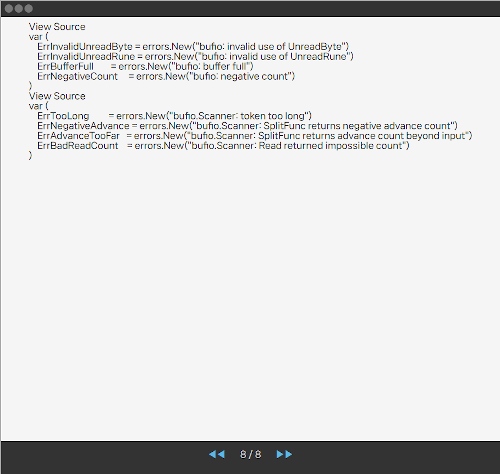 View Source
var (
ErrInvalidUnreadByte = errors.New("bufio: invalid use of UnreadByte")
ErrInvalidUnreadRune = errors.New("bufio: invalid use of UnreadRune")
ErrBufferFull = errors.New("bufio: buffer full")
ErrNegativeCount = errors.New("bufio: negative count")
)
View Source
var (
ErrTooLong = errors.New("bufio.Scanner: token too long")
ErrNegativeAdvance = errors.New("bufio.Scanner: SplitFunc returns negative advance count")
ErrAdvanceTooFar = errors.New("bufio.Scanner: SplitFunc returns advance count beyond input")
ErrBadReadCount = errors.New("bufio.Scanner: Read returned impossible count")
)
8 / 8